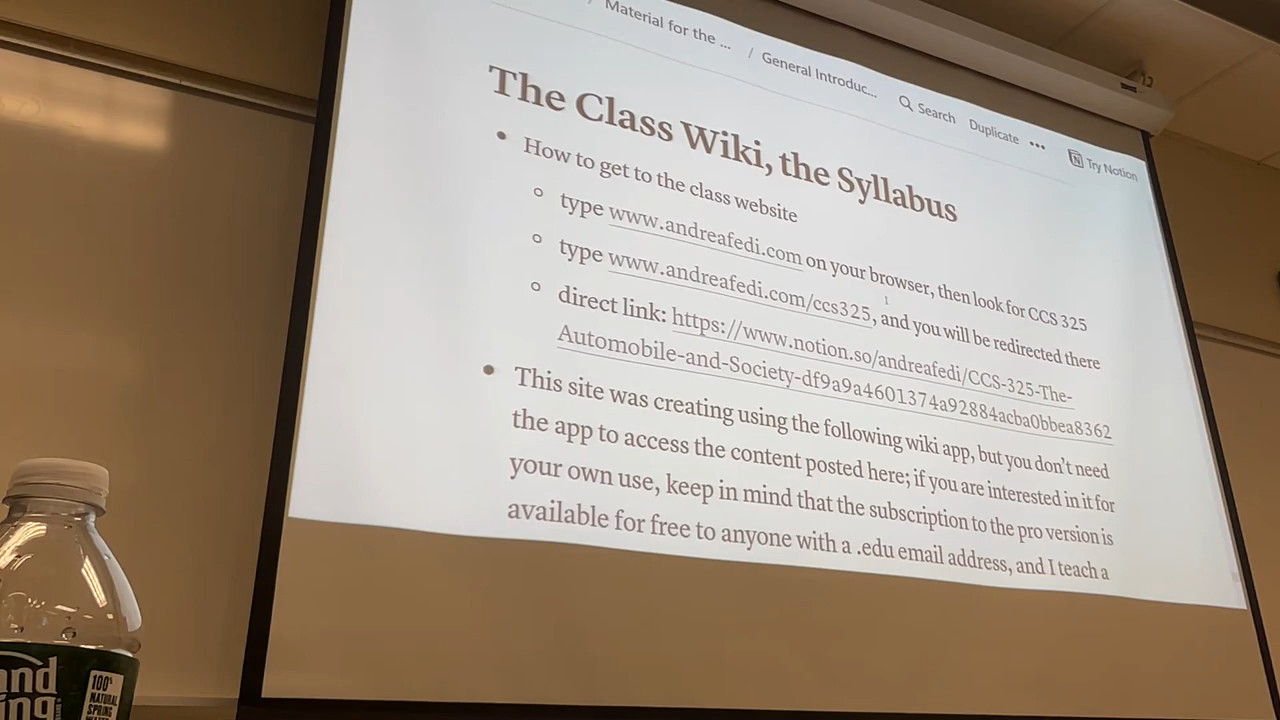 Material for the ... / General Introduc... Search Duplicate ••• Try Notion
The Class Wiki, the Syllabus
• How to get to the class website
◦ type www.andreafedi.com on your browser, then look for CCS 325
◦ type www.andreafedi.com/ccs325, and you will be redirected there
◦ direct link: https://www.notion.so/andreafedi/CCS-325-The-
Automobile-and-Society-df9a9a4601374a92884acba0bbea8362
• This site was creating using the following wiki app, but you don't need
the app to access the content posted here; if you are interested in it for
your own use, keep in mind that the subscription to the pro version is
available for free to anyone with a .edu email address, and I teach a
100%
NATURAL
SPRING